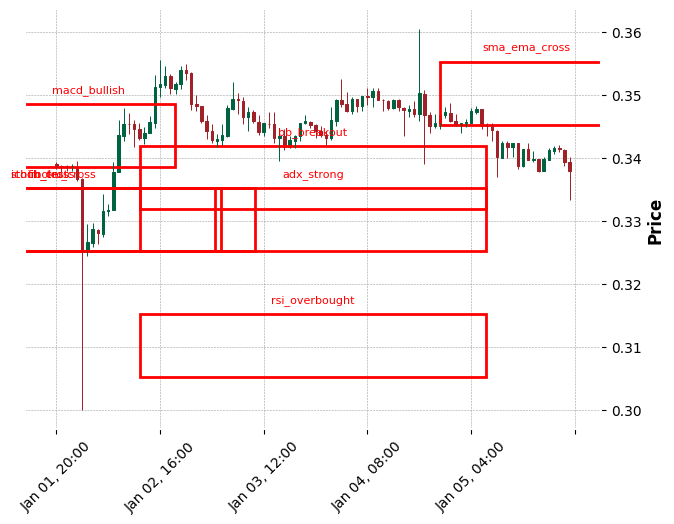 0.36
sma_ema_cross
0.35
macd_bullish
bb_breakout
0.34
adx_strong
0.33
Price
0.32
rsi_overbought
0.31
0.30
Jan 01, 20:00
Jan 02, 16:00
Jan 03, 12:00
Jan 04, 08:00
Jan 05, 04:00